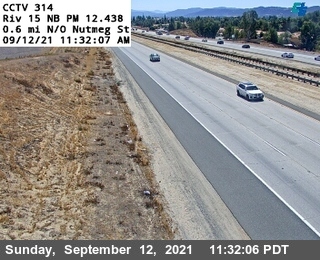 CCTV 314
Riv 15 NB PM 12.438
0.6 mi N/O Nutmeg St
09/12/21 11:32:07 AM
Sunday, September 12, 2021 11:32:06 PDT